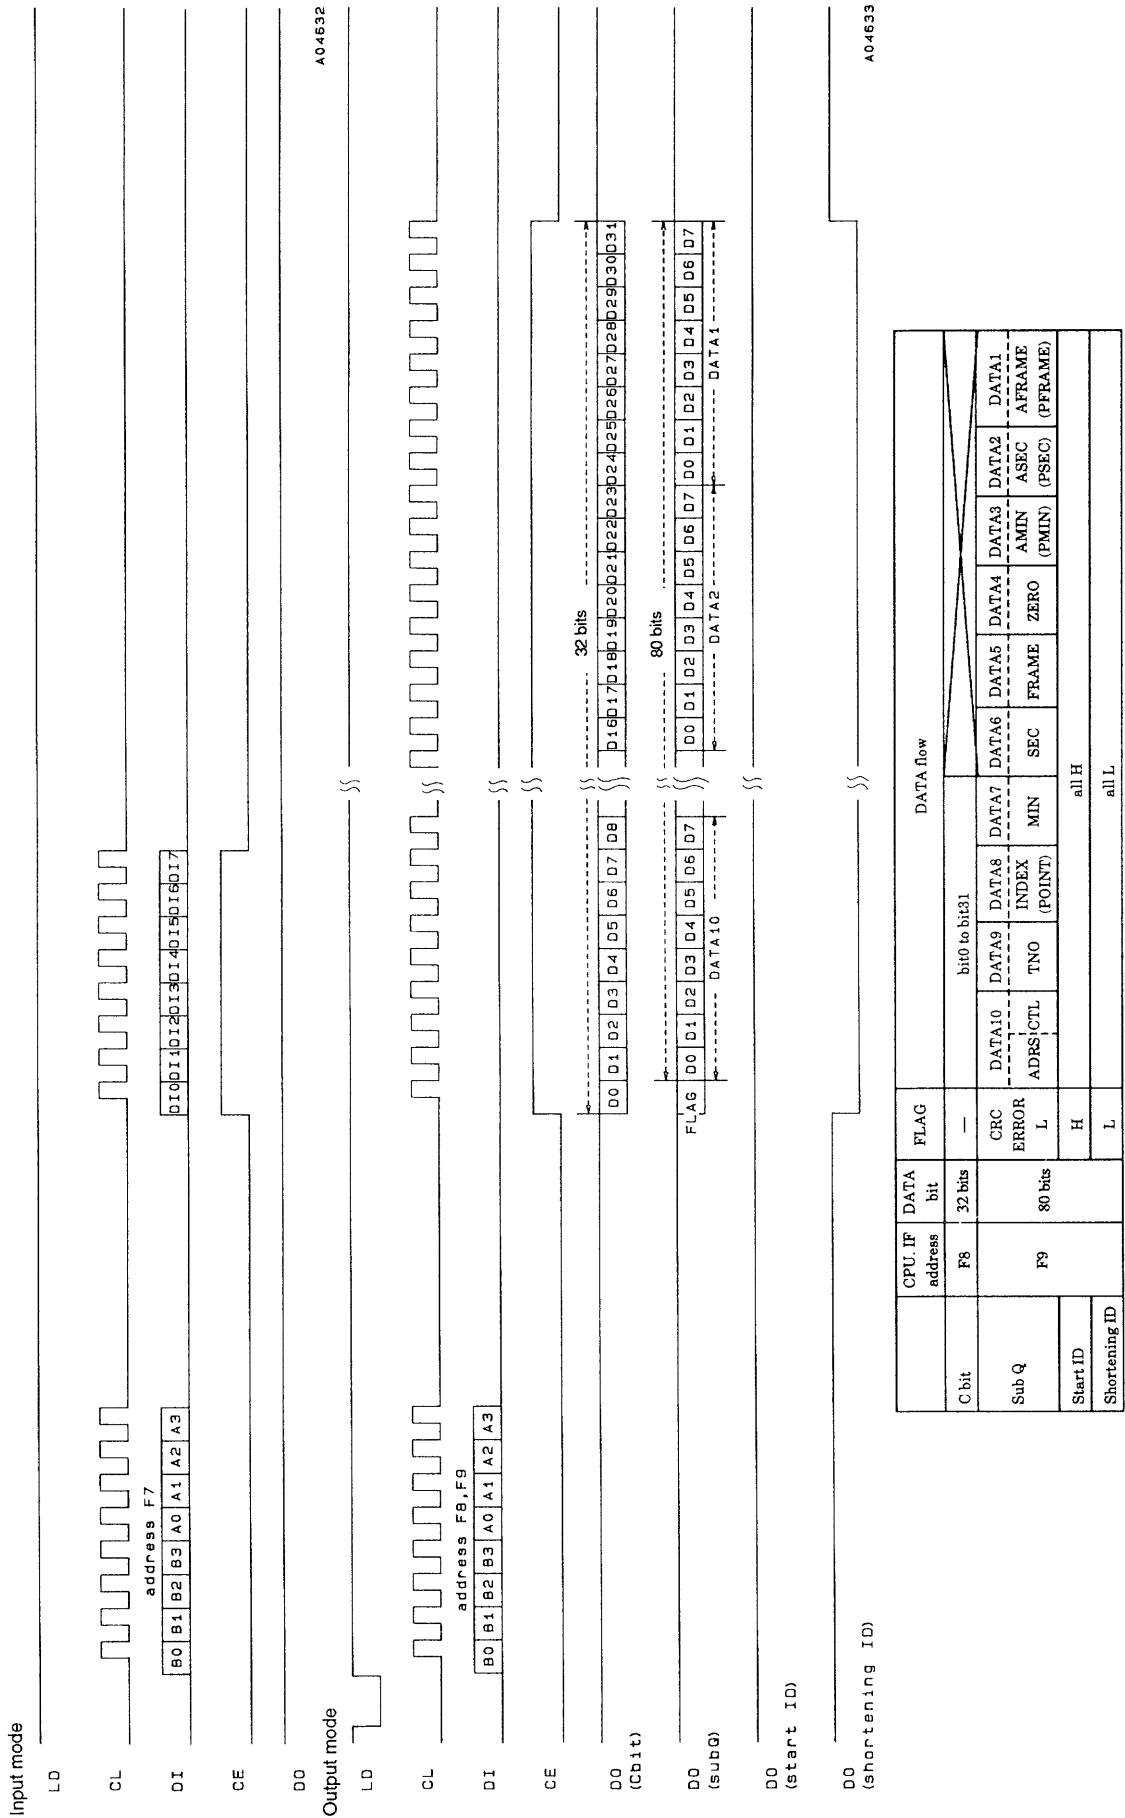 Input mode
LD
CL
address F7
DI
B0 B1 B2 B3 A0 A1 A2 A3
DI0 DI1 DI2 DI3 DI4 DI5 DI6 DI7
CE
DO
A04632
Output mode
LD
CL
address F8,F9
DI
B0 B1 B2 B3 A0 A1 A2 A3
CE
32 bits
DO
(Cbit)
D0 D1 D2 D3 D4 D5 D6 D7 D8
D16 D17 D18 D19 D20 D21 D22 D23 D24 D25 D26 D27 D28 D29 D30 D31
80 bits
DO
(subQ)
FLAG D0 D1 D2 D3 D4 D5 D6 D7
D0 D1 D2 D3 D4 D5 D6 D7 D0 D1 D2 D3 D4 D5 D6 D7
DATA10 DATA2 DATA1
DO
(start ID)
DO
(shortening ID)
A04633
CPU. IF address DATA bit FLAG DATA flow
C bit F8 32 bits — bit0 to bit31
Sub Q F9 80 bits CRC ERROR L
DATA10 DATA9 DATA8 DATA7 DATA6 DATA5 DATA4 DATA3 DATA2 DATA1
ADRS CTL TNO INDEX (POINT) MIN SEC FRAME ZERO AMIN (PMIN) ASEC (PSEC) AFRAME (PFRAME)
Start ID H all H
Shortening ID L all L